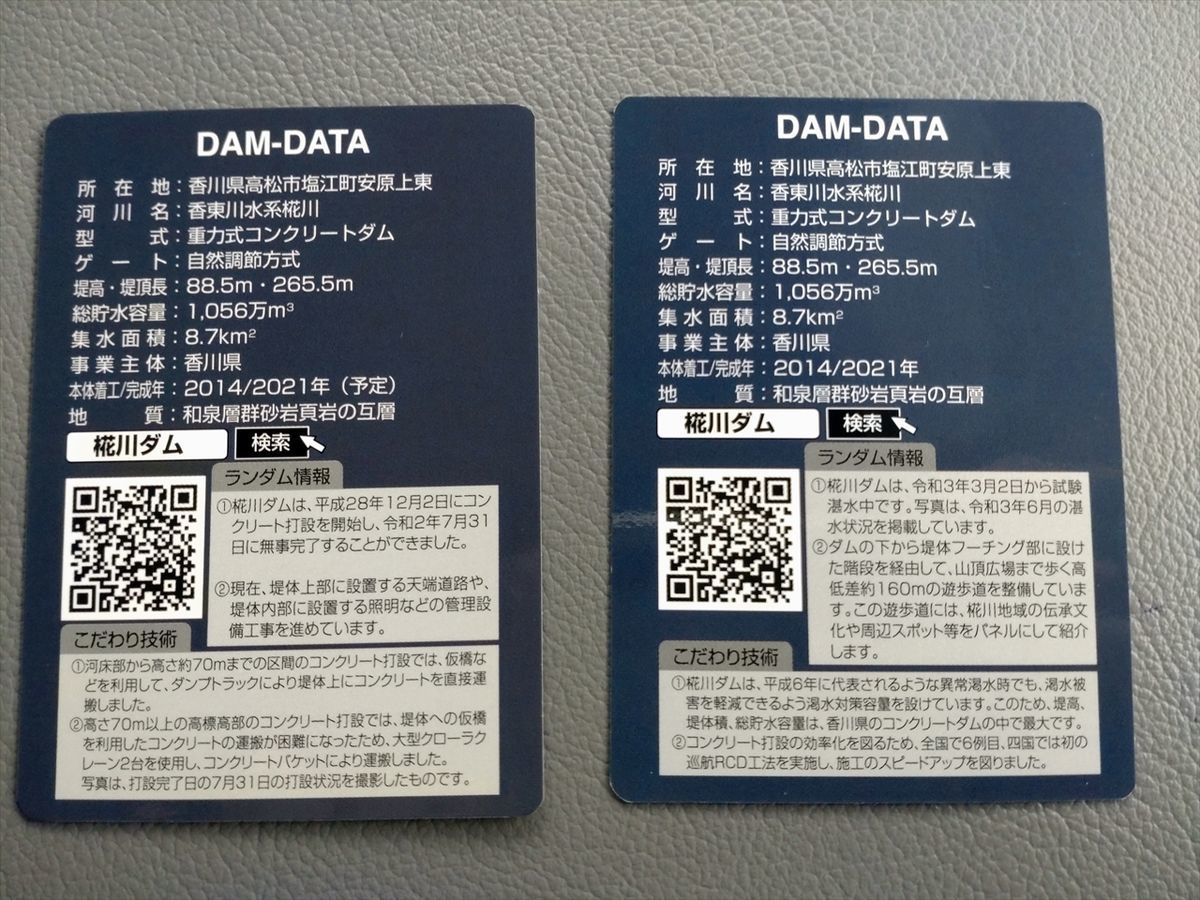 DAM-DATA
所在地：香川県高松市塩江町安原上東
河川名：香東川水系椛川
型式：重力式コンクリートダム
ゲート：自然調節方式
堤高・堤頂長：88.5m・265.5m
総貯水容量：1,056万m³
集水面積：8.7km²
事業主体：香川県
本体着工/完成年：2014/2021年（予定）
地質：和泉層群砂岩頁岩の互層
椛川ダム 検索
ランダム情報
①椛川ダムは、平成28年12月2日にコン
クリート打設を開始し、令和2年7月31
日に無事完了することができました。
②現在、堤体上部に設置する天端道路や、
堤体内部に設置する照明などの管理設
備工事を進めています。
こだわり技術
①河床部から高さ約70mまでの区間のコンクリート打設では、仮橋な
どを利用して、ダンプトラックにより堤体上にコンクリートを直接運
搬しました。
②高さ70m以上の高標高部のコンクリート打設では、堤体への仮橋
を利用したコンクリートの運搬が困難になったため、大型クローラク
レーン2台を使用し、コンクリートバケットにより運搬しました。
写真は、打設完了日の7月31日の打設状況を撮影したものです。
DAM-DATA
所在地：香川県高松市塩江町安原上東
河川名：香東川水系椛川
型式：重力式コンクリートダム
ゲート：自然調節方式
堤高・堤頂長：88.5m・265.5m
総貯水容量：1,056万m³
集水面積：8.7km²
事業主体：香川県
本体着工/完成年：2014/2021年
地質：和泉層群砂岩頁岩の互層
椛川ダム 検索
ランダム情報
①椛川ダムは、令和3年3月2日から試験
湛水中です。写真は、令和3年6月の湛
水状況を掲載しています。
②ダムの下から堤体フーチング部に設け
た階段を経由して、山頂広場まで歩く高
低差約160mの遊歩道を整備していま
す。この遊歩道には、椛川地域の伝承文
化や周辺スポット等をパネルにして紹介
します。
こだわり技術
①椛川ダムは、平成6年に代表されるような異常渇水時でも、渇水被
害を軽減できるよう渇水対策容量を設けています。このため、堤高、
堤体積、総貯水容量は、香川県のコンクリートダムの中で最大です。
②コンクリート打設の効率化を図るため、全国で6例目、四国では初の
巡航RCD工法を実施し、施工のスピードアップを図りました。